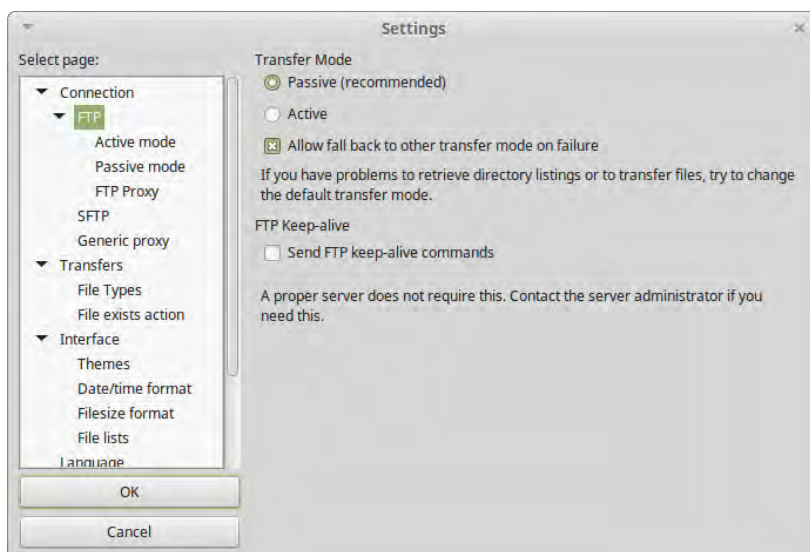 Settings
Select page:
Connection
FTP
Active mode
Passive mode
FTP Proxy
SFTP
Generic proxy
Transfers
File Types
File exists action
Interface
Themes
Date/time format
Filesize format
File lists
Language
OK
Cancel
Transfer Mode
Passive (recommended)
Active
Allow fall back to other transfer mode on failure
If you have problems to retrieve directory listings or to transfer files, try to change
the default transfer mode.
FTP Keep-alive
Send FTP keep-alive commands
A proper server does not require this. Contact the server administrator if you
need this.